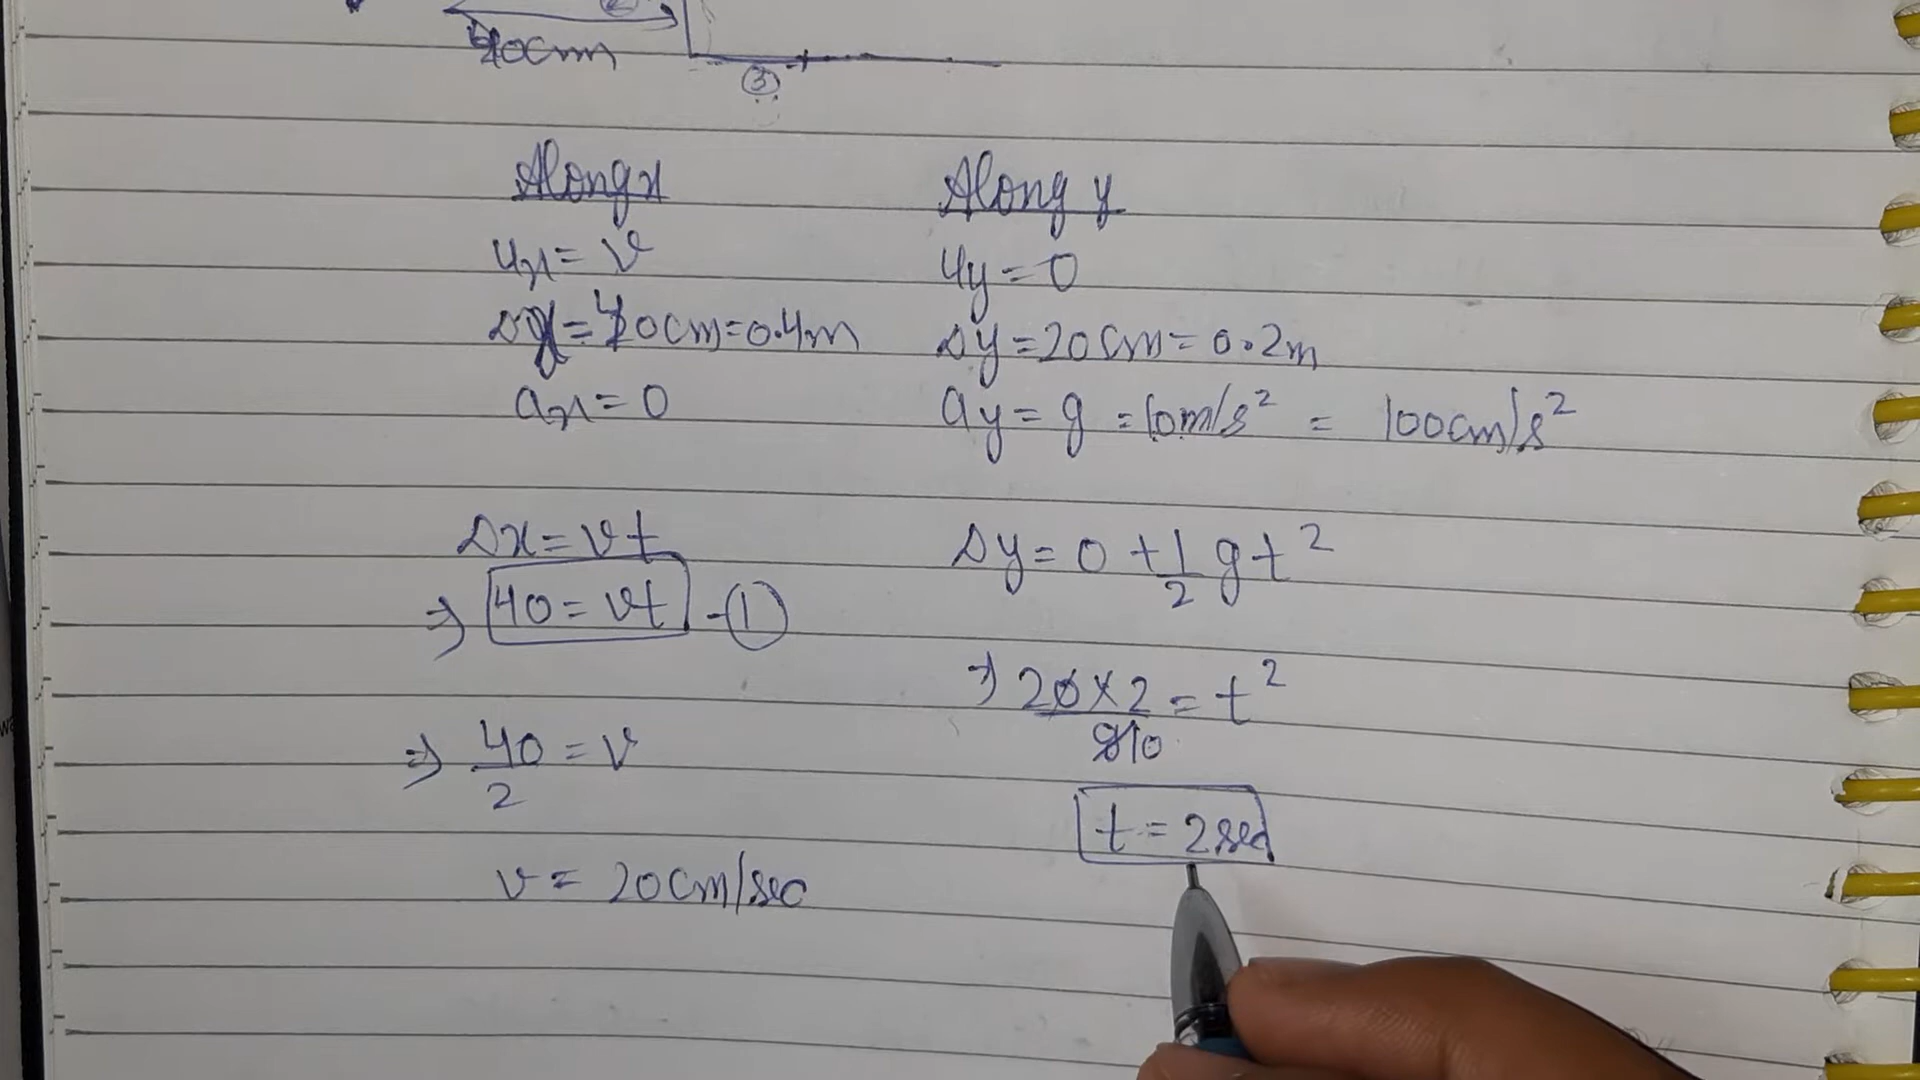 40cm
③
Along x
ux = v
Δx = 40cm = 0.4m
ax = 0
Along y
uy = 0
Δy = 20cm = 0.2m
ay = g = 10m/s² = 100cm/s²
Δx = vt
⇒ 40 = vt - ①
⇒ 40/2 = v
v = 20cm/sec
Δy = 0 + 1/2 gt²
⇒ 20×2/10 = t²
t = 2sec